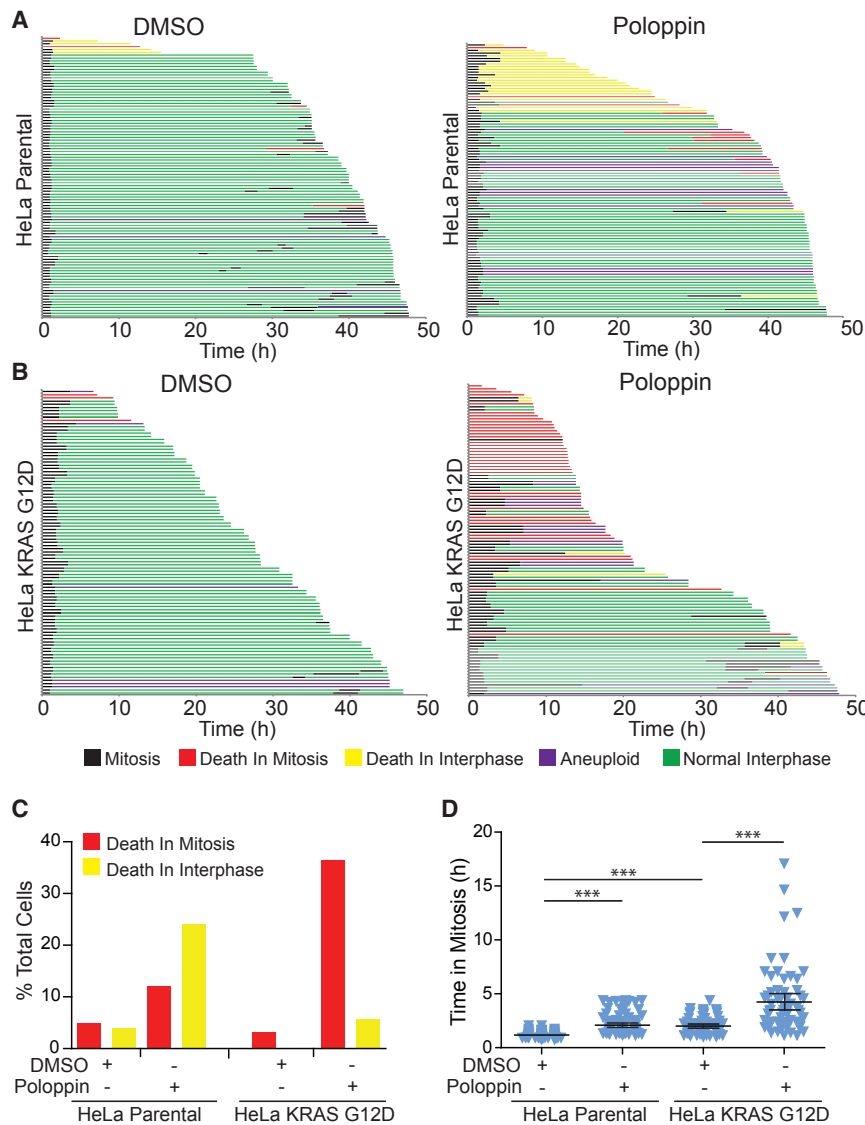 A
DMSO
Poloppin
HeLa Parental
HeLa Parental
0 10 20 30 40 50
0 10 20 30 40 50
Time (h)
Time (h)
B
DMSO
Poloppin
HeLa KRAS G12D
HeLa KRAS G12D
0 10 20 30 40 50
0 10 20 30 40 50
Time (h)
Time (h)
Mitosis Death In Mitosis Death In Interphase Aneuploid Normal Interphase
C
Death In Mitosis
Death In Interphase
% Total Cells
40
30
20
10
0
DMSO + - + -
Poloppin - + - +
HeLa Parental HeLa KRAS G12D
D
Time in Mitosis (h)
20
15
10
5
0
***
***
***
DMSO + - + -
Poloppin - + - +
HeLa Parental HeLa KRAS G12D